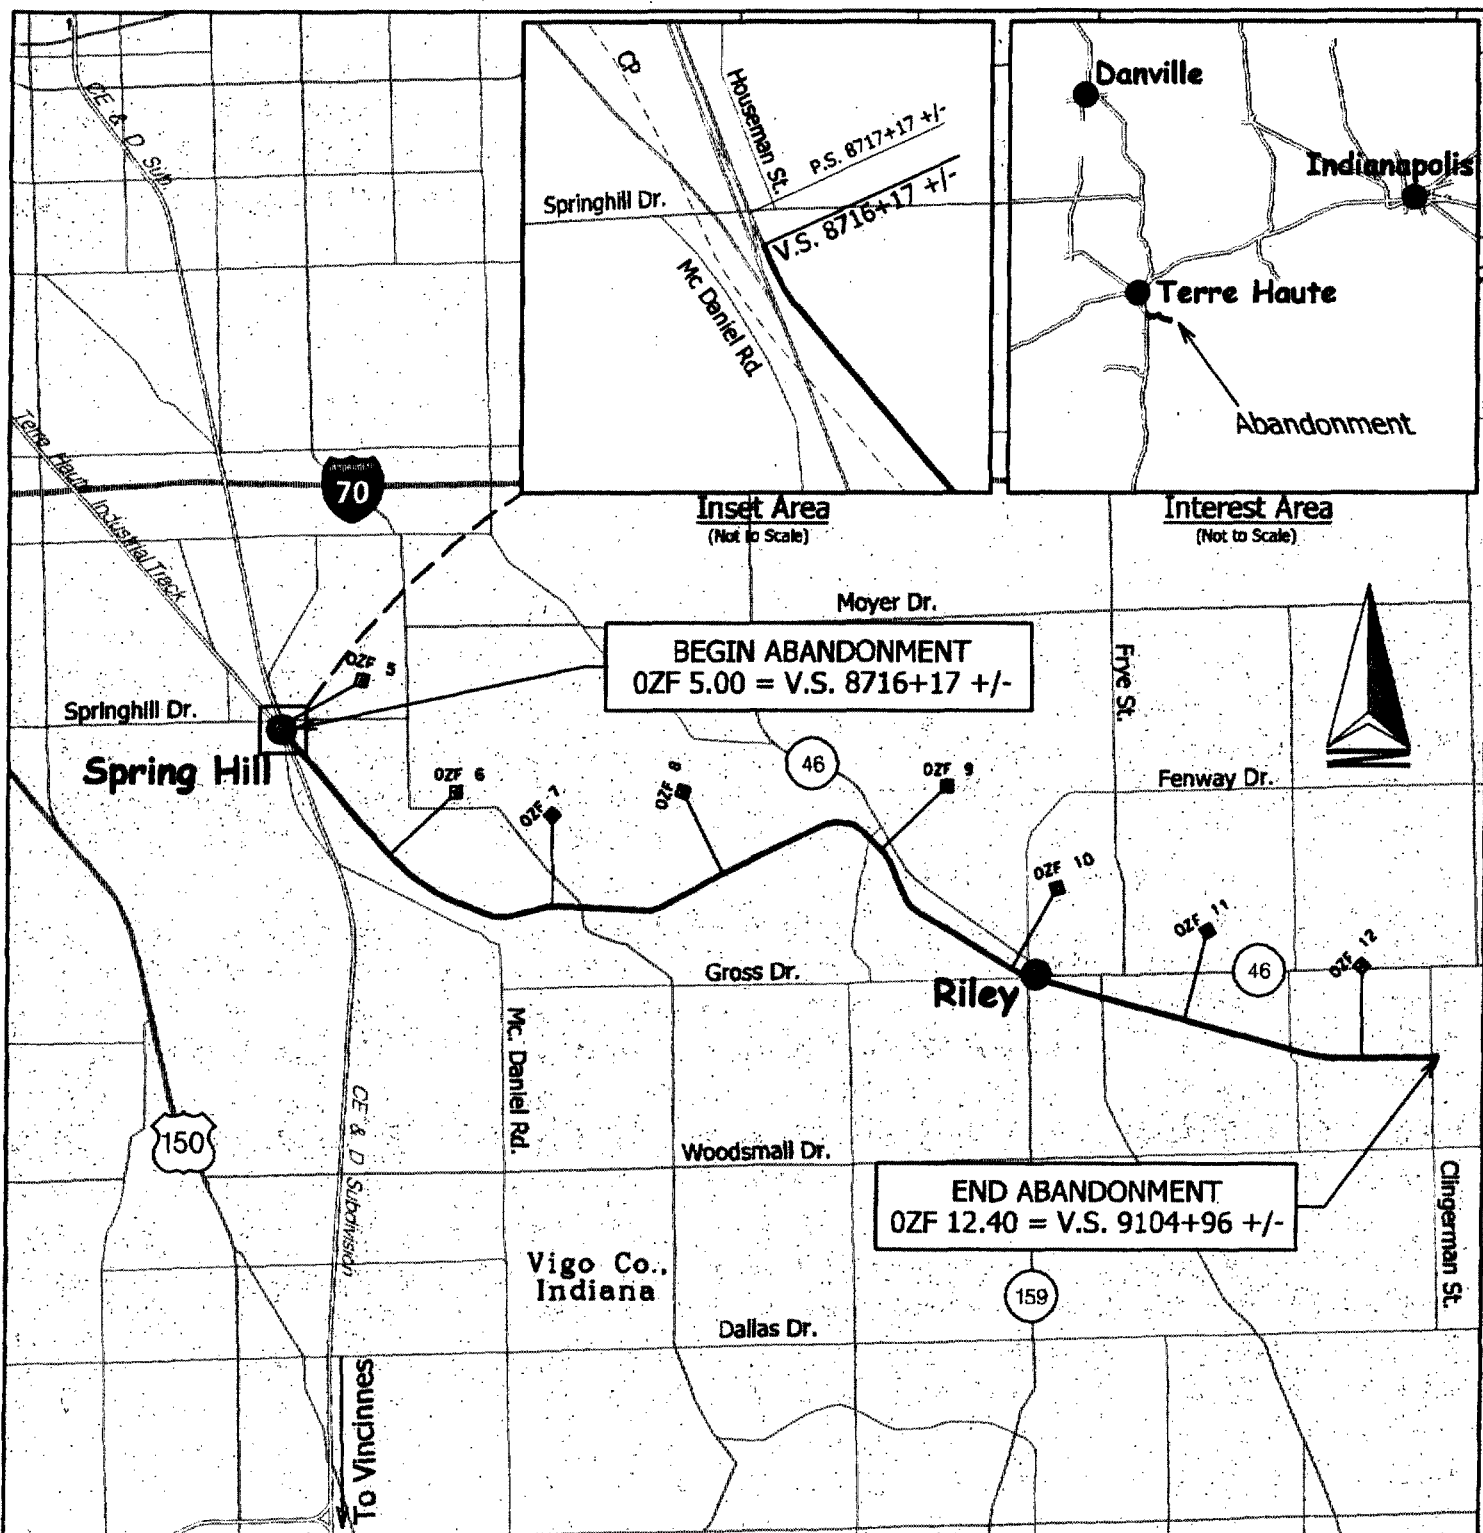 CE & D Sub.
CP
Houseman St.
P.S. 8717+17 +/-
V.S. 8716+17 +/-
Springhill Dr.
Mc Daniel Rd.
Danville
Indianapolis
Terre Haute
Abandonment
Terre Haute Industrial Track
70
Inset Area
(Not to Scale)
Interest Area
(Not to Scale)
Moyer Dr.
BEGIN ABANDONMENT
0ZF 5.00 = V.S. 8716+17 +/-
Frye St.
0ZF 5
Springhill Dr.
Spring Hill
0ZF 6
0ZF 7
0ZF 8
46
0ZF 9
Fenway Dr.
0ZF 10
0ZF 11
46
0ZF 12
Gross Dr.
Riley
Mc. Daniel Rd.
CE & D Subdivision
150
Woodsmall Dr.
END ABANDONMENT
0ZF 12.40 = V.S. 9104+96 +/-
Clingerman St.
Vigo Co.,
Indiana
159
Dallas Dr.
To Vincinnes